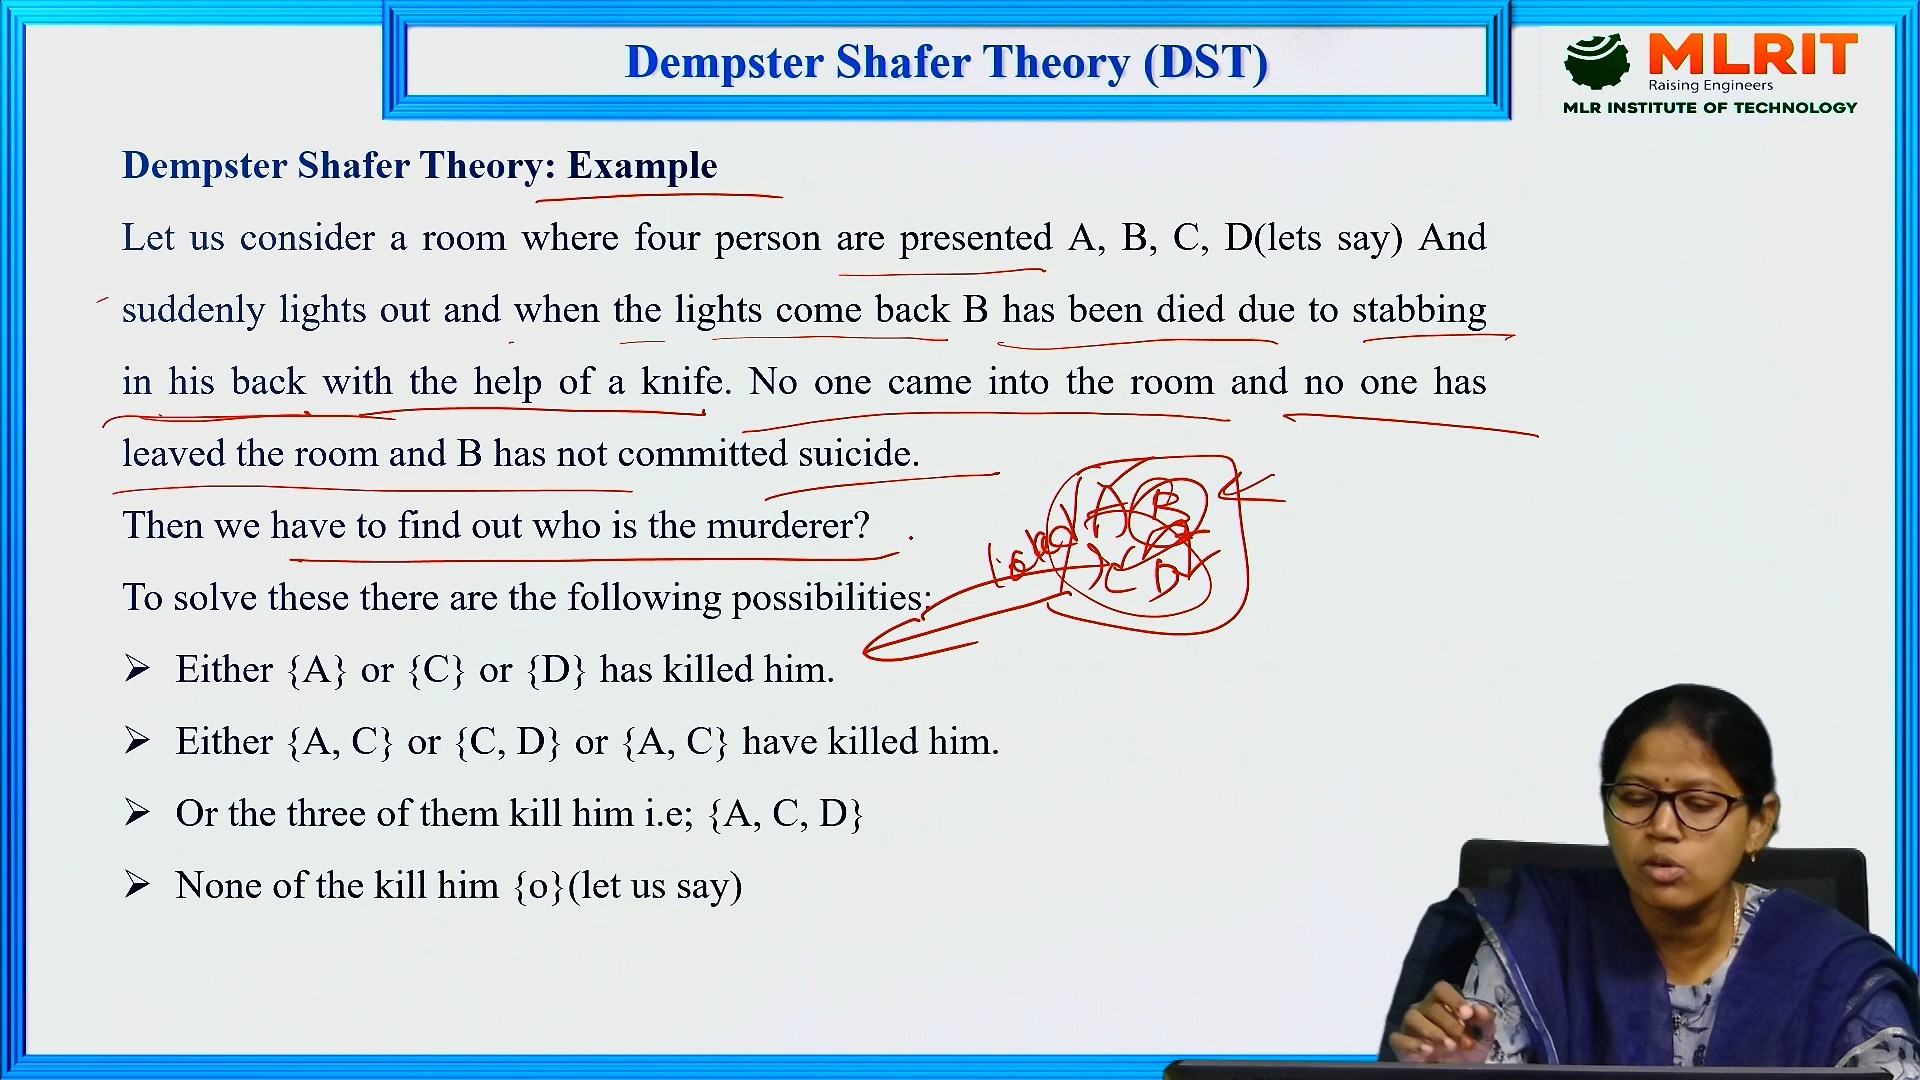 Dempster Shafer Theory (DST)
MLRIT
Raising Engineers
MLR INSTITUTE OF TECHNOLOGY
Dempster Shafer Theory: Example
Let us consider a room where four person are presented A, B, C, D(lets say) And
suddenly lights out and when the lights come back B has been died due to stabbing
in his back with the help of a knife. No one came into the room and no one has
leaved the room and B has not committed suicide.
Then we have to find out who is the murderer?
A B
C D
To solve these there are the following possibilities:
➢ Either {A} or {C} or {D} has killed him.
➢ Either {A, C} or {C, D} or {A, C} have killed him.
➢ Or the three of them kill him i.e; {A, C, D}
➢ None of the kill him {o}(let us say)